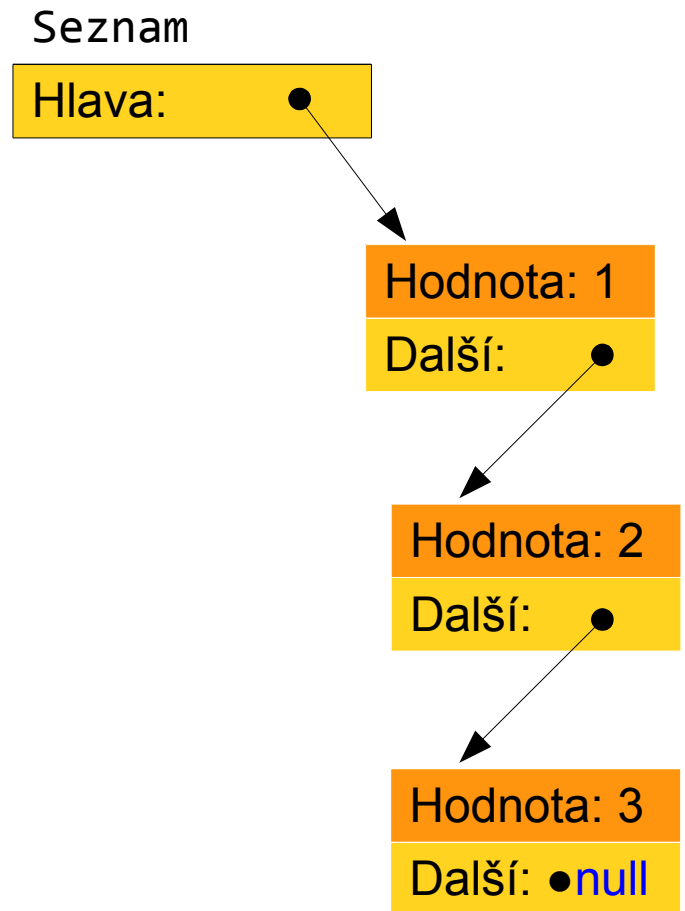 Seznam
Hlava:
Hodnota: 1
Další:
Hodnota: 2
Další:
Hodnota: 3
Další: null